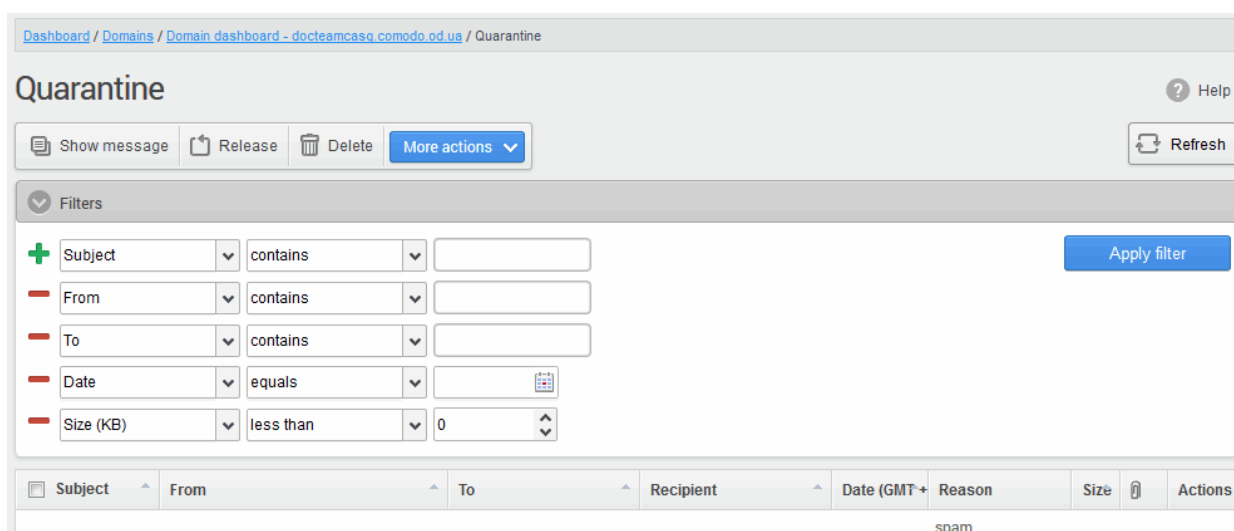 Dashboard / Domains / Domain dashboard - docteamcasg.comodo.od.ua / Quarantine
Quarantine
Help
Show message Release Delete More actions
Refresh
Filters
Subject contains
Apply filter
From contains
To contains
Date equals
Size (KB) less than 0
Subject From To Recipient Date (GMT + Reason Size Actions
spam